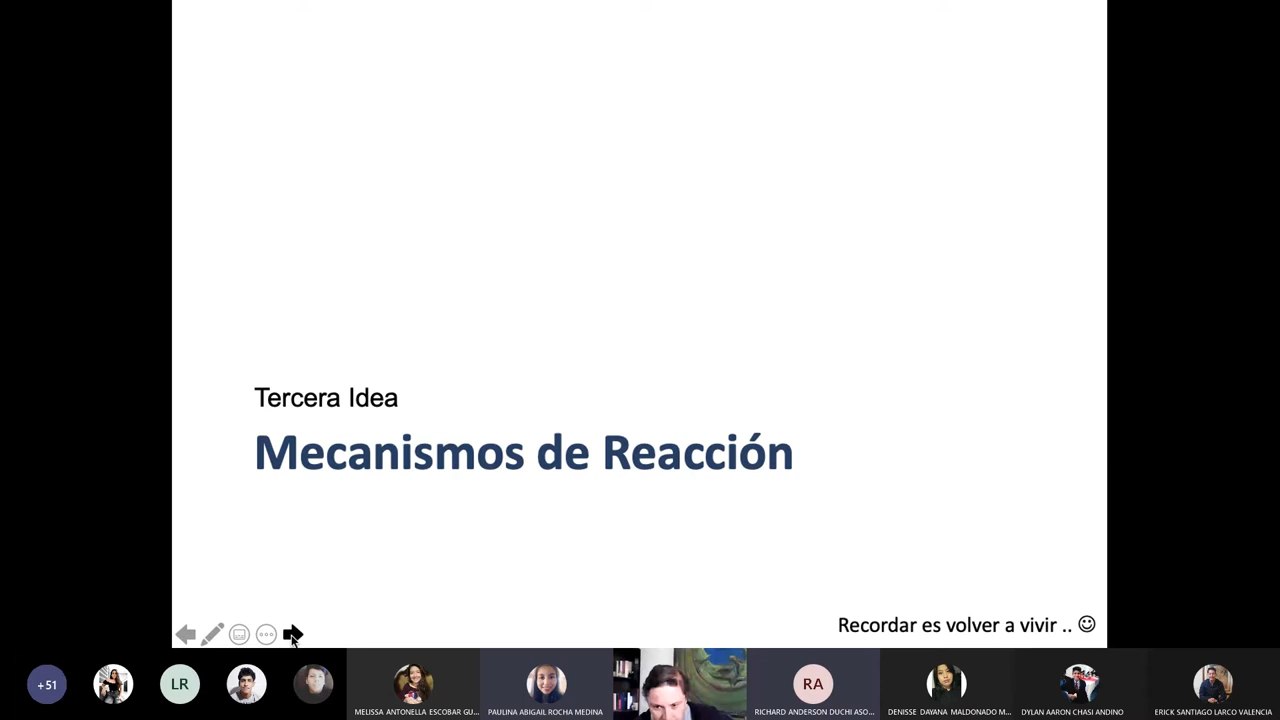 Tercera Idea
Mecanismos de Reacción
Recordar es volver a vivir .. ☺
+51
LR
RA
MELISSA ANTONELLA ESCOBAR GU...
PAULINA ABIGAIL ROCHA MEDINA
RICHARD ANDERSON DUCHI ASO...
DENISSE DAYANA MALDONADO M...
DYLAN AARON CHASI ANDINO
ERICK SANTIAGO LARCO VALENCIA